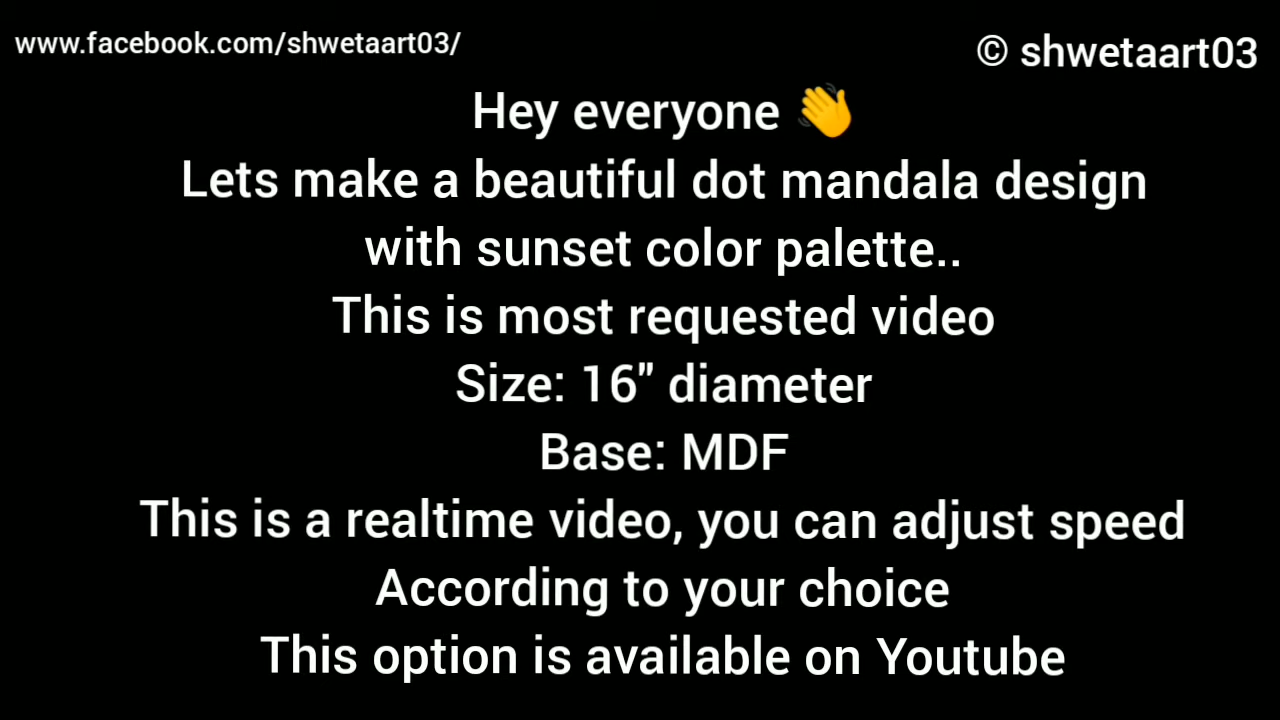 www.facebook.com/shwetaart03/
© shwetaart03
Hey everyone 👋
Lets make a beautiful dot mandala design
with sunset color palette..
This is most requested video
Size: 16" diameter
Base: MDF
This is a realtime video, you can adjust speed
According to your choice
This option is available on Youtube